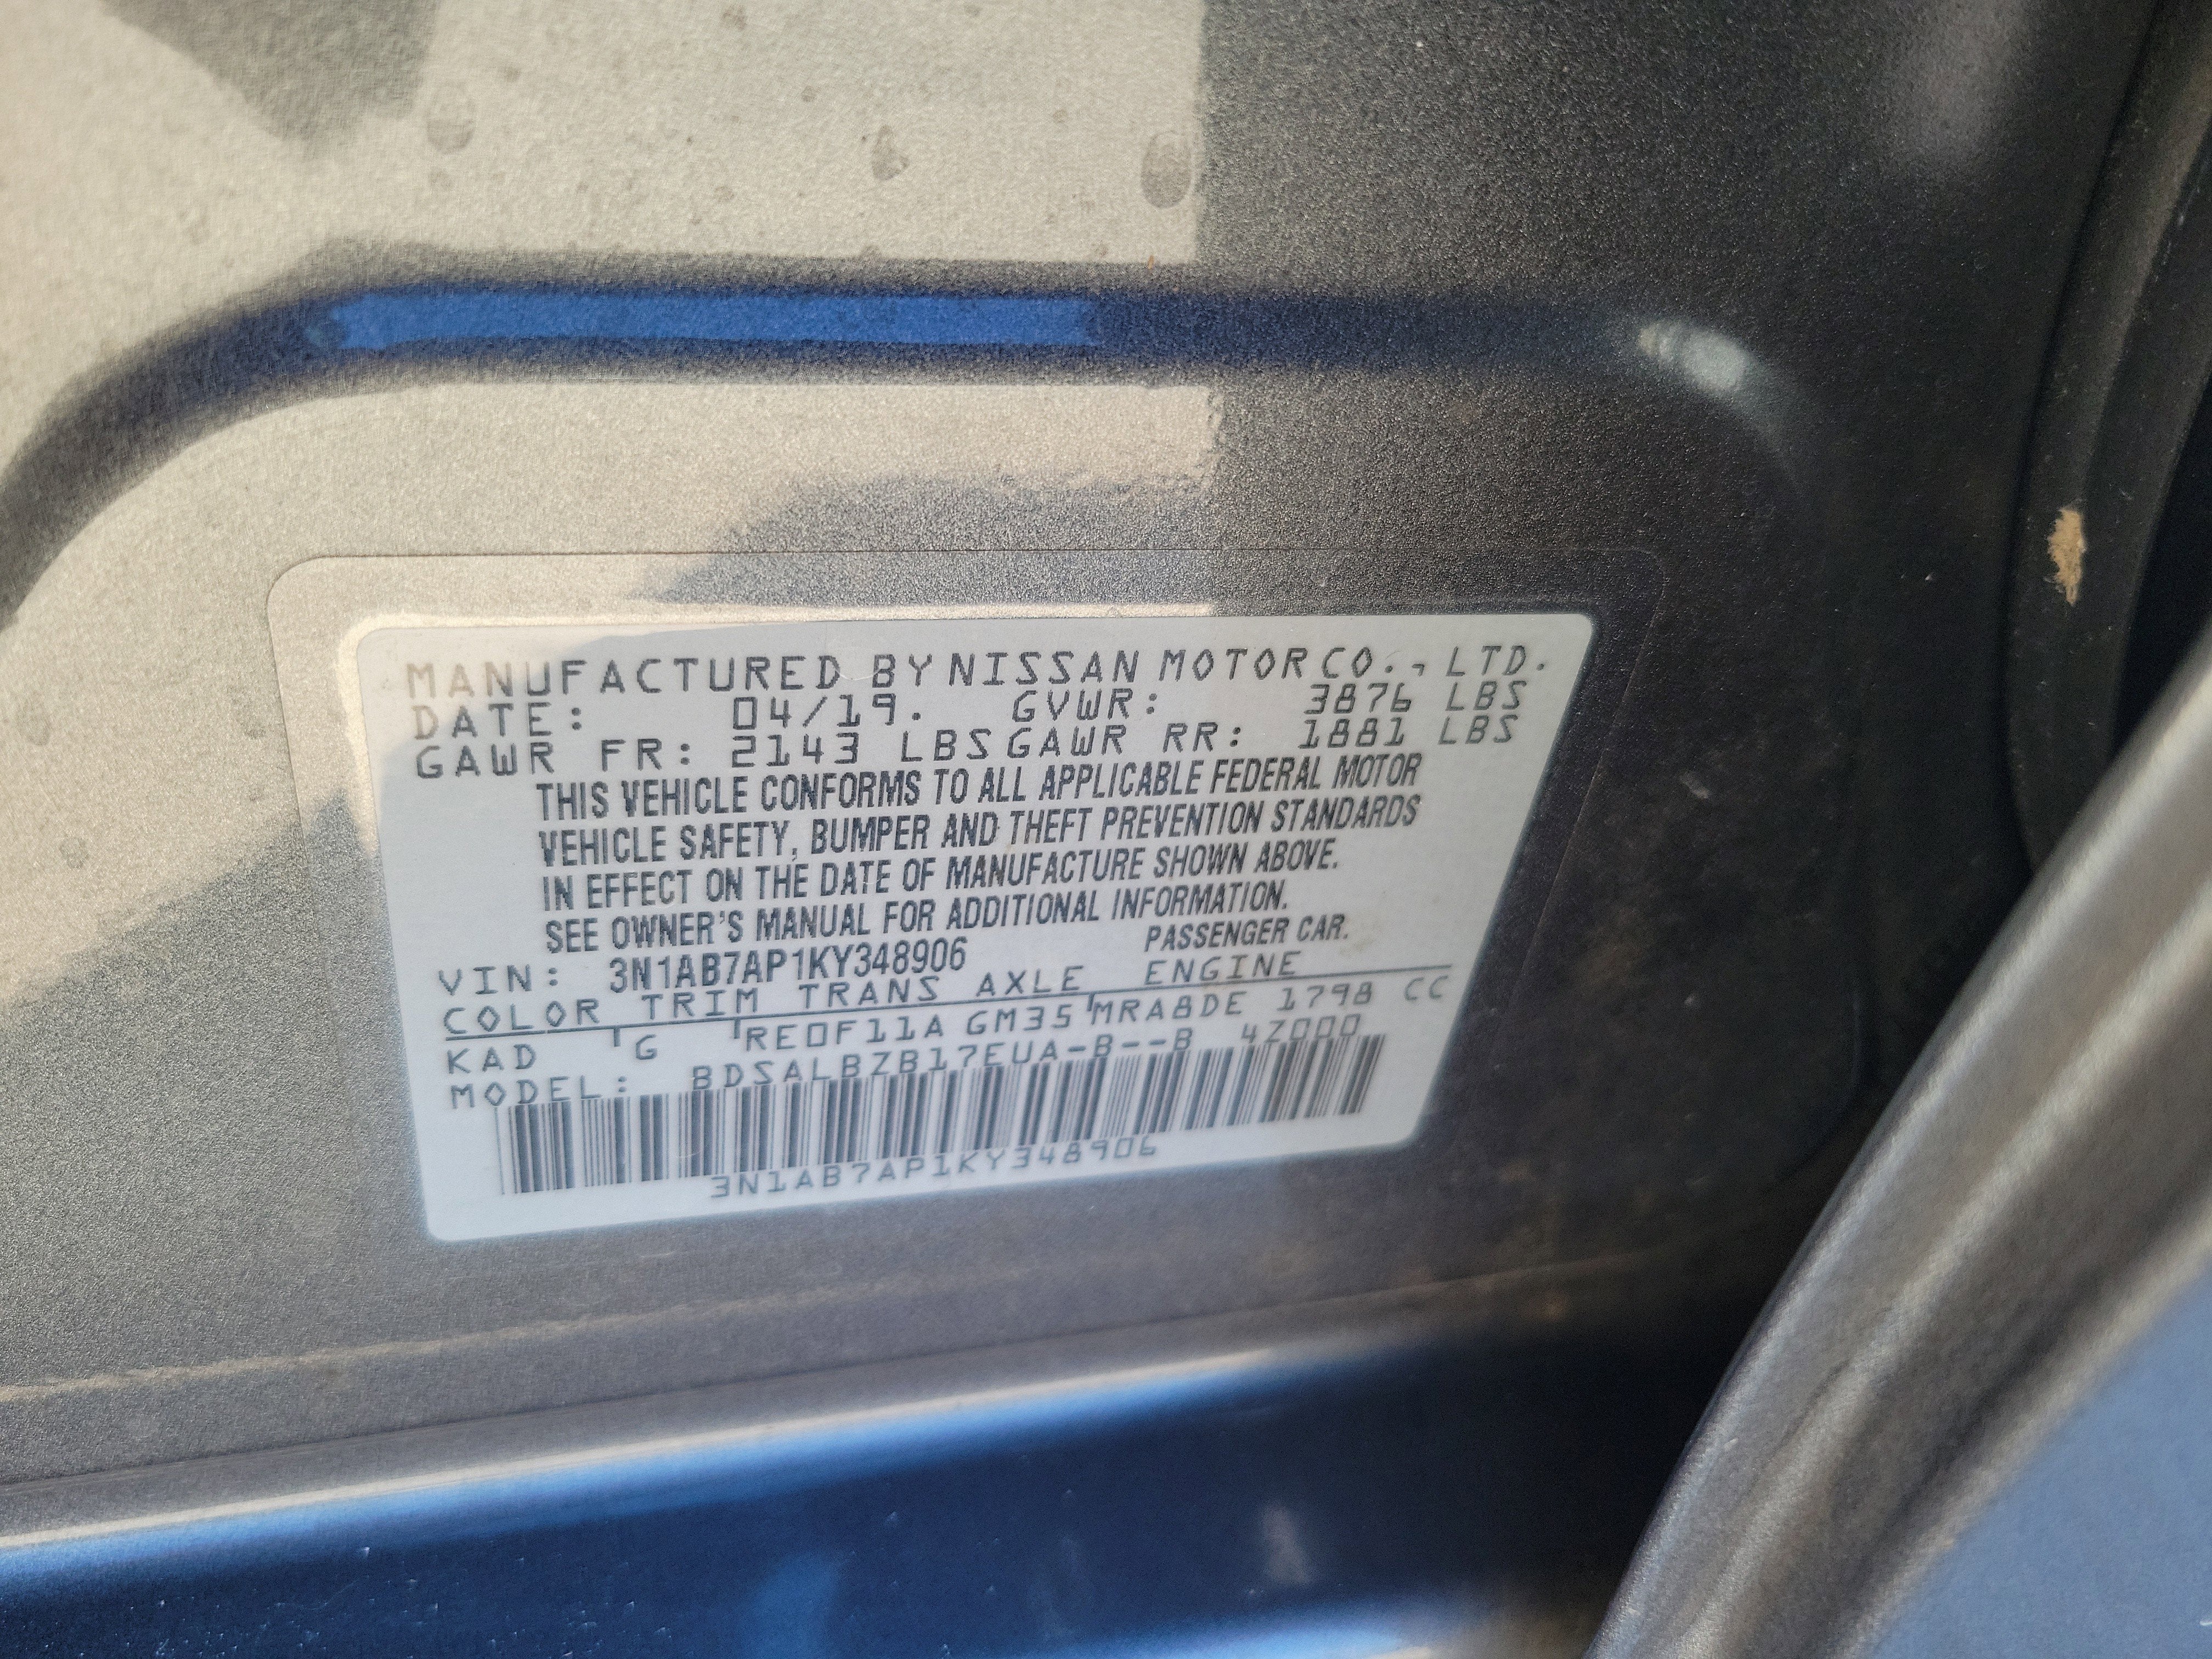 MANUFACTURED BY NISSAN MOTOR CO., LTD.
DATE: 04/19. GVWR: 3876 LBS
GAWR FR: 2143 LBS GAWR RR: 1881 LBS
THIS VEHICLE CONFORMS TO ALL APPLICABLE FEDERAL MOTOR
VEHICLE SAFETY, BUMPER AND THEFT PREVENTION STANDARDS
IN EFFECT ON THE DATE OF MANUFACTURE SHOWN ABOVE.
SEE OWNER'S MANUAL FOR ADDITIONAL INFORMATION.
VIN: 3N1AB7AP1KY348906 PASSENGER CAR.
COLOR TRIM TRANS AXLE ENGINE
KAD G RE0F11A GM35 MRA8DE 1798 CC
MODEL: BDSALBZB17EUA-B--B 4Z000
3N1AB7AP1KY348906